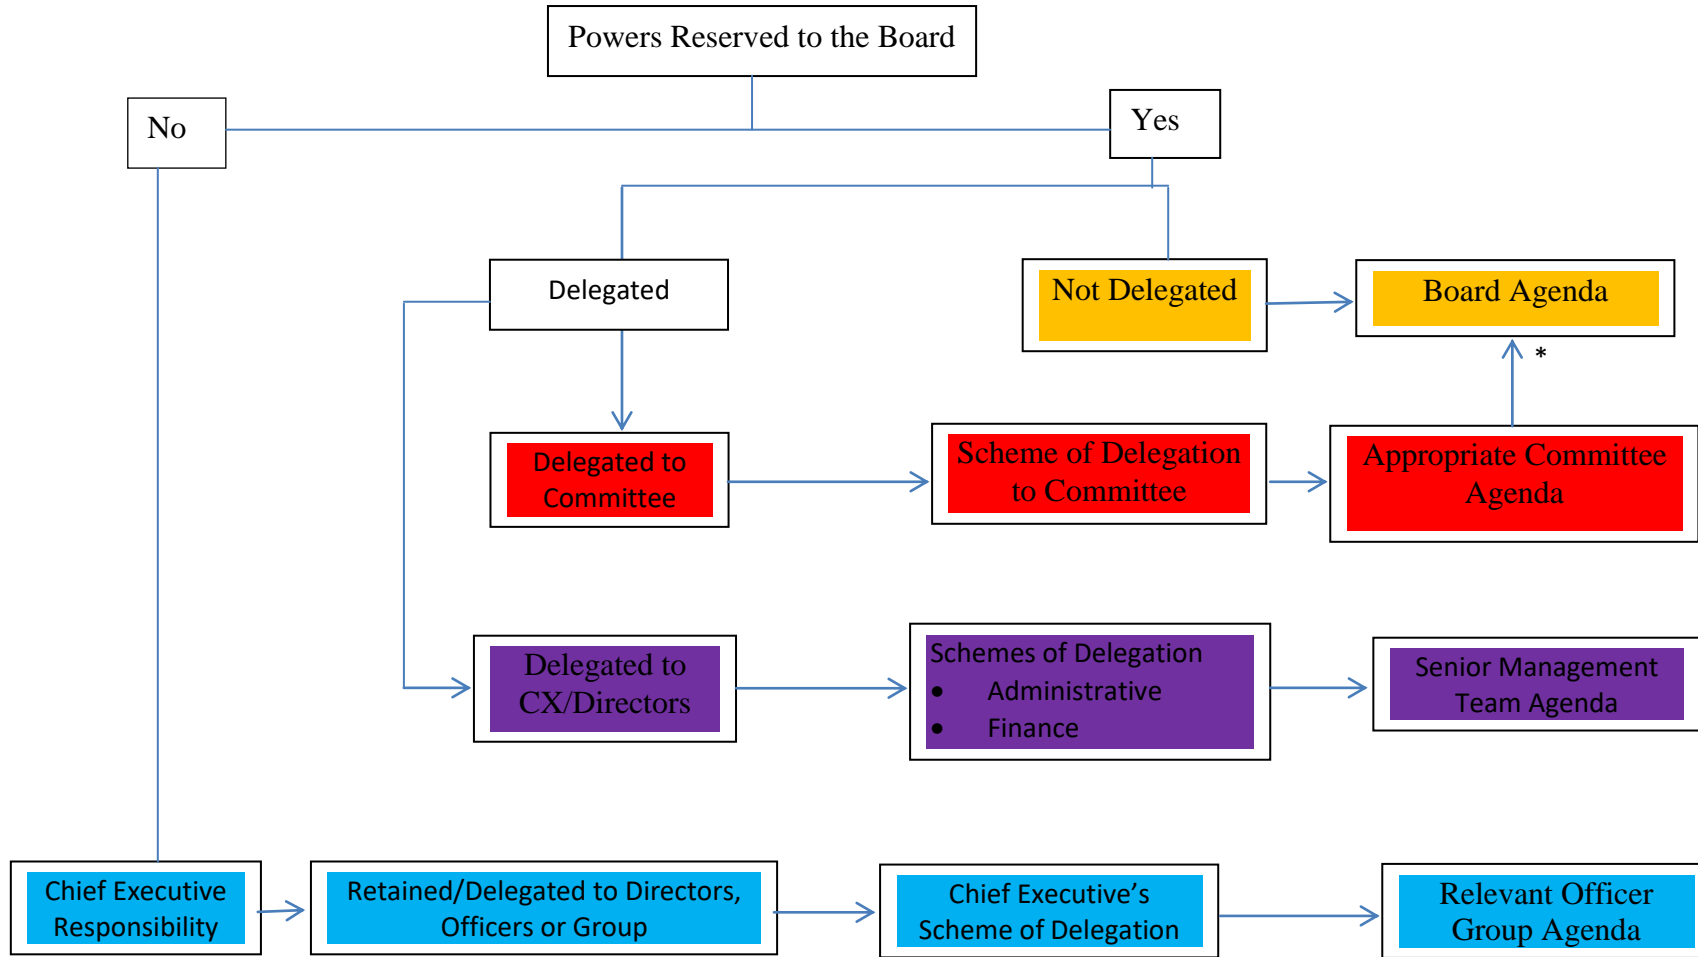 Powers Reserved to the Board
No
Yes
Delegated
Not Delegated
Board Agenda
*
Delegated to
Committee
Scheme of Delegation
to Committee
Appropriate Committee
Agenda
Delegated to
CX/Directors
Schemes of Delegation
• Administrative
• Finance
Senior Management
Team Agenda
Chief Executive
Responsibility
Retained/Delegated to Directors,
Officers or Group
Chief Executive’s
Scheme of Delegation
Relevant Officer
Group Agenda